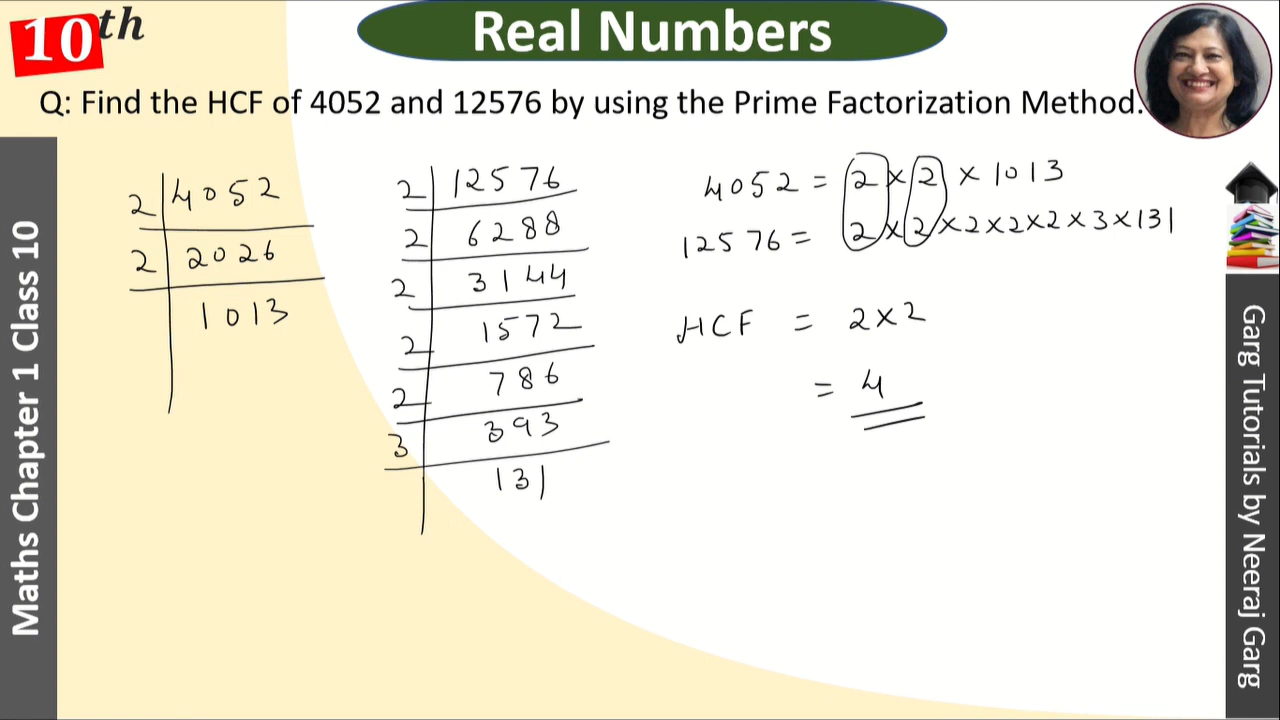 10th
Real Numbers
Q: Find the HCF of 4052 and 12576 by using the Prime Factorization Method.
2 | 4052
2 | 2026
1013
2 | 12576
2 | 6288
2 | 3144
2 | 1572
2 | 786
3 | 393
131
4052 = 2 × 2 × 1013
12576 = 2 × 2 × 2 × 2 × 2 × 3 × 131
HCF = 2 × 2
= 4
Maths Chapter 1 Class 10
Garg Tutorials by Neeraj Garg